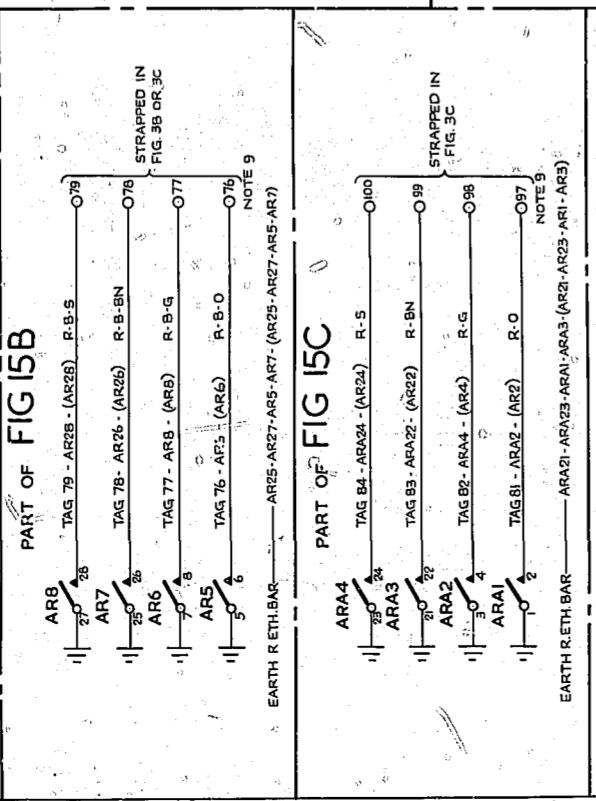 PART OF FIG 15B
AR8
27
28
TAG 79 - AR28 - (AR28) R-B-S
79
AR7
25
26
TAG 78 - AR26 - (AR26) R-B-BN
78
AR6
7
8
TAG 77 - AR8 - (AR8) R-B-G
77
AR5
5
6
TAG 76 - (AR6) R-B-O
76
STRAPPED IN
FIG. 3B OR 3C
NOTE 9
EARTH R ETH. BAR — AR25-AR27-AR5-AR7-(AR25-AR27-AR5-AR7)
PART OF FIG 15C
ARA4
23
24
TAG 84 - ARA24 - (AR24) R-S
100
ARA3
21
22
TAG 83 - ARA22 - (AR22) R-BN
99
ARA2
3
4
TAG 82 - ARA4 - (AR4) R-G
98
ARA1
1
2
TAG 81 - ARA2 - (AR2) R-O
97
STRAPPED IN
FIG. 3C
NOTE 9
EARTH R.ETH.BAR — ARA21-ARA23-ARA1-ARA3-(AR21-AR23-AR1-AR3)